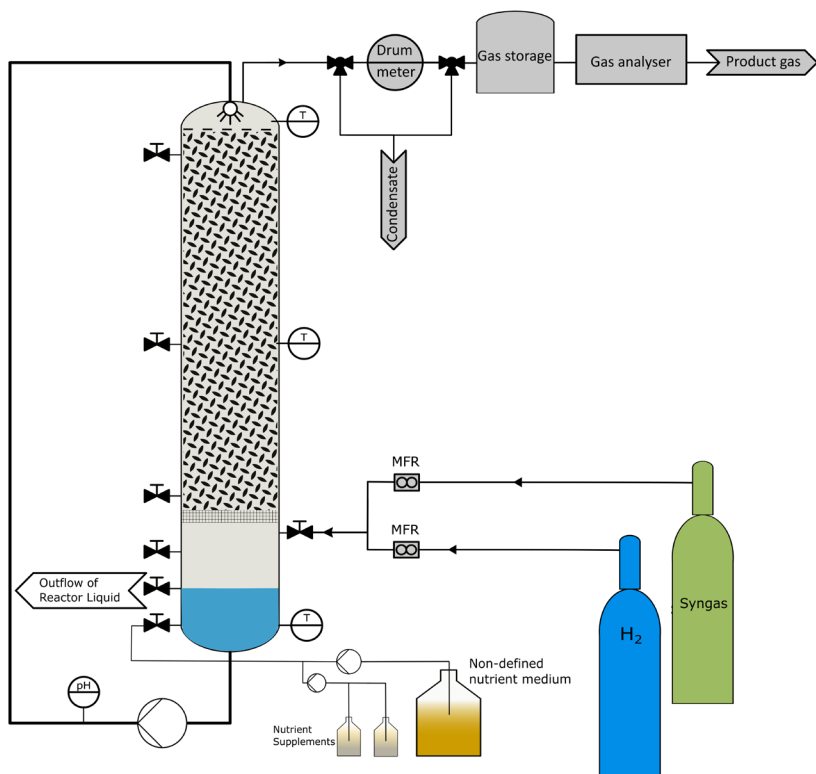 Drum
meter
Gas storage
Gas analyser
Product gas
T
Condensate
T
MFR
MFR
Outflow of
Reactor Liquid
Syngas
H₂
T
Non-defined
nutrient medium
pH
Nutrient
Supplements